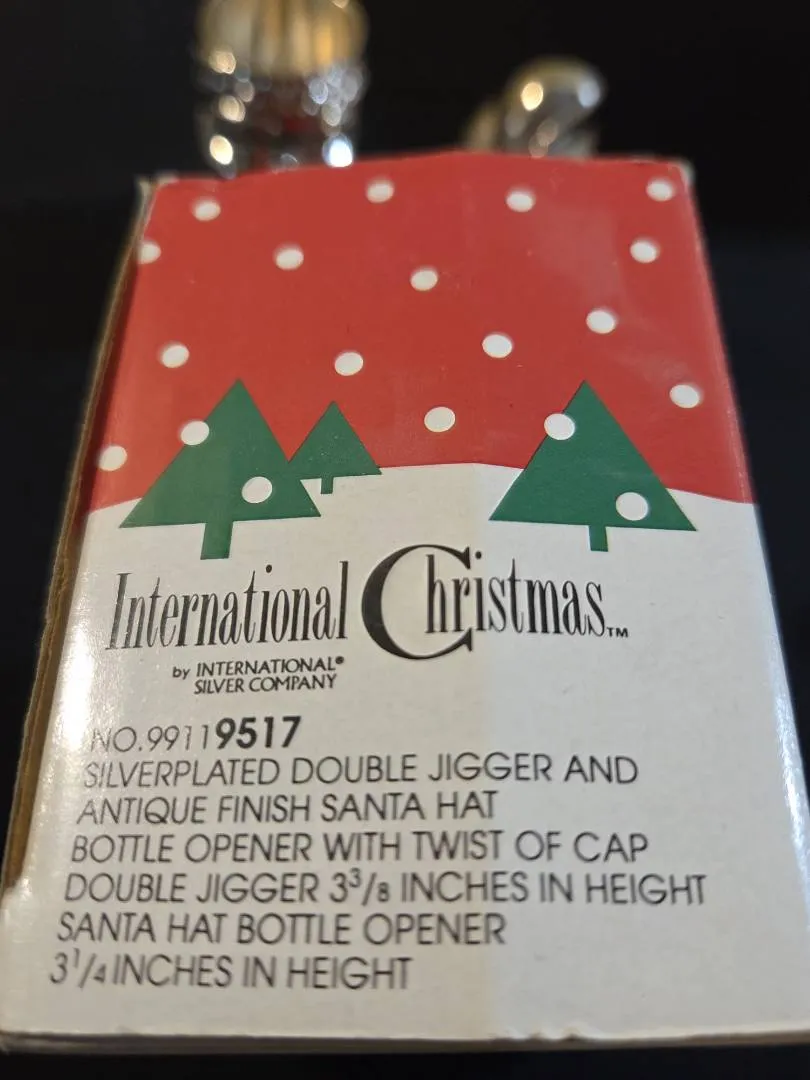 International Christmas™
by INTERNATIONAL®
SILVER COMPANY
NO.99119517
SILVERPLATED DOUBLE JIGGER AND
ANTIQUE FINISH SANTA HAT
BOTTLE OPENER WITH TWIST OF CAP
DOUBLE JIGGER 3³/₈ INCHES IN HEIGHT
SANTA HAT BOTTLE OPENER
3¹/₄ INCHES IN HEIGHT